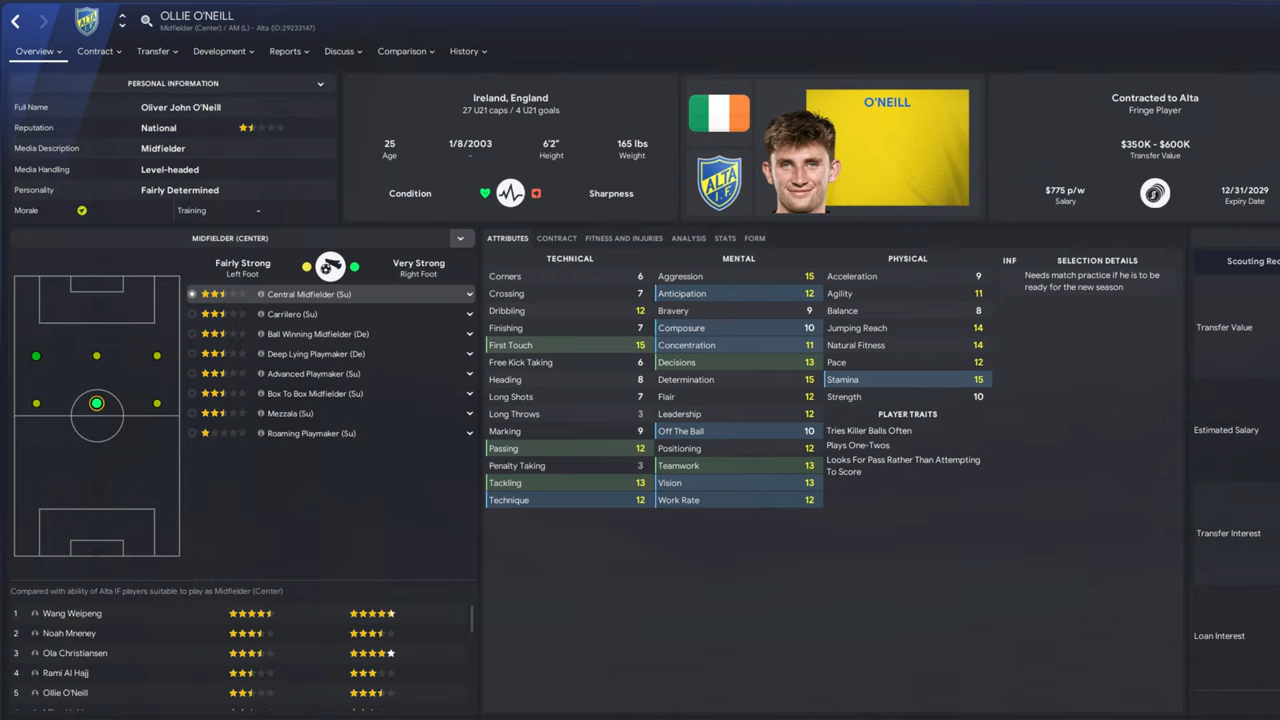 OLLIE O'NEILL
Midfielder (Center) / AM (L) - Alta (ID:29233147)
ALTA I.F
Overview Contract Transfer Development Reports Discuss Comparison History
PERSONAL INFORMATION
Full Name Oliver John O'Neill
Reputation National
Media Description Midfielder
Media Handling Level-headed
Personality Fairly Determined
Morale Training -
Ireland, England
27 U21 caps / 4 U21 goals
25 1/8/2003 6'2" 165 lbs
Age - Height Weight
Condition Sharpness
O'NEILL
ALTA I.F
Contracted to Alta
Fringe Player
$350K - $600K
Transfer Value
$775 p/w 12/31/2029
Salary Expiry Date
MIDFIELDER (CENTER)
Fairly Strong Very Strong
Left Foot Right Foot
Central Midfielder (Su)
Carrilero (Su)
Ball Winning Midfielder (De)
Deep Lying Playmaker (De)
Advanced Playmaker (Su)
Box To Box Midfielder (Su)
Mezzala (Su)
Roaming Playmaker (Su)
Compared with ability of Alta IF players suitable to play as Midfielder (Center)
1 Wang Weipeng
2 Noah Mneney
3 Ola Christiansen
4 Rami Al Hajj
5 Ollie O'Neill
ATTRIBUTES CONTRACT FITNESS AND INJURIES ANALYSIS STATS FORM
TECHNICAL MENTAL PHYSICAL
Corners 6 Aggression 15 Acceleration 9
Crossing 7 Anticipation 12 Agility 11
Dribbling 12 Bravery 9 Balance 8
Finishing 7 Composure 10 Jumping Reach 14
First Touch 15 Concentration 11 Natural Fitness 14
Free Kick Taking 6 Decisions 13 Pace 12
Heading 8 Determination 15 Stamina 15
Long Shots 7 Flair 12 Strength 10
Long Throws 3 Leadership 12
Marking 9 Off The Ball 10
Passing 12 Positioning 12
Penalty Taking 3 Teamwork 13
Tackling 13 Vision 13
Technique 12 Work Rate 12
PLAYER TRAITS
Tries Killer Balls Often
Plays One-Twos
Looks For Pass Rather Than Attempting
To Score
INF SELECTION DETAILS
Needs match practice if he is to be
ready for the new season
Scouting Rec
Transfer Value
Estimated Salary
Transfer Interest
Loan Interest